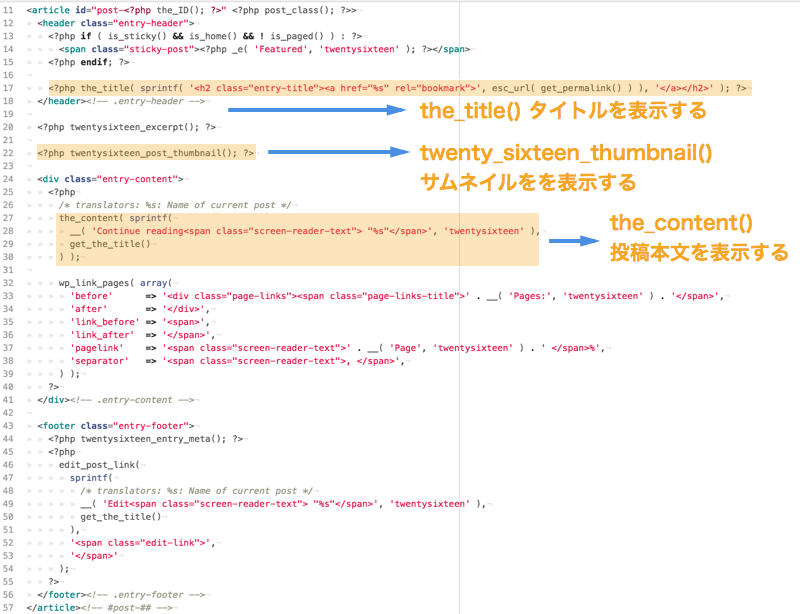 11 <article id="post-<?php the_ID(); ?>" <?php post_class(); ?>>
12 <header class="entry-header">
13 <?php if ( is_sticky() && is_home() && ! is_paged() ) : ?>
14 <span class="sticky-post"><?php _e( 'Featured', 'twentysixteen' ); ?></span>
15 <?php endif; ?>
16
17 <?php the_title( sprintf( '<h2 class="entry-title"><a href="%s" rel="bookmark">', esc_url( get_permalink() ) ), '</a></h2>' ); ?>
18 </header><!-- .entry-header -->
the_title() タイトルを表示する
19
20 <?php twentysixteen_excerpt(); ?>
21
22 <?php twentysixteen_post_thumbnail(); ?>
twenty_sixteen_thumbnail()
サムネイルをを表示する
23
24 <div class="entry-content">
25 <?php
26 /* translators: %s: Name of current post */
27 the_content( sprintf(
28 __( 'Continue reading<span class="screen-reader-text"> "%s"</span>', 'twentysixteen' ),
29 get_the_title()
30 ) );
the_content()
投稿本文を表示する
31
32 wp_link_pages( array(
33 'before' => '<div class="page-links"><span class="page-links-title">' . __( 'Pages:', 'twentysixteen' ) . '</span>',
34 'after' => '</div>',
35 'link_before' => '<span>',
36 'link_after' => '</span>',
37 'pagelink' => '<span class="screen-reader-text">' . __( 'Page', 'twentysixteen' ) . ' </span>%',
38 'separator' => '<span class="screen-reader-text">, </span>',
39 ) );
40 ?>
41 </div><!-- .entry-content -->
42
43 <footer class="entry-footer">
44 <?php twentysixteen_entry_meta(); ?>
45 <?php
46 edit_post_link(
47 sprintf(
48 /* translators: %s: Name of current post */
49 __( 'Edit<span class="screen-reader-text"> "%s"</span>', 'twentysixteen' ),
50 get_the_title()
51 ),
52 '<span class="edit-link">',
53 '</span>'
54 );
55 ?>
56 </footer><!-- .entry-footer -->
57 </article><!-- #post-## -->